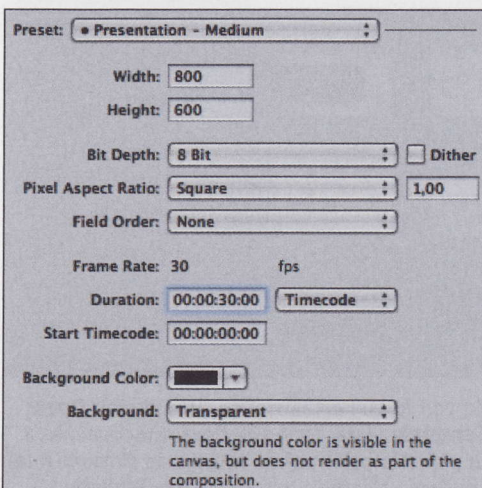 Preset: • Presentation – Medium
Width: 800
Height: 600
Bit Depth: 8 Bit Dither
Pixel Aspect Ratio: Square 1,00
Field Order: None
Frame Rate: 30 fps
Duration: 00:00:30:00 Timecode
Start Timecode: 00:00:00:00
Background Color:
Background: Transparent
The background color is visible in the
canvas, but does not render as part of the
composition.